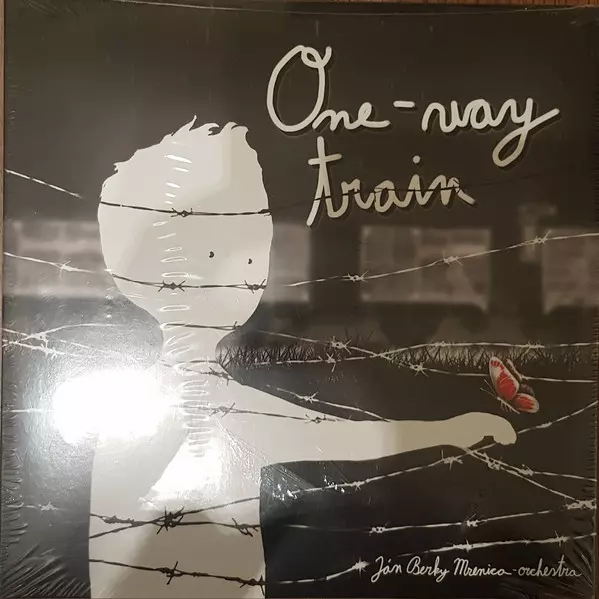 One-way
train
Ján Berky Mrenica-orchestra